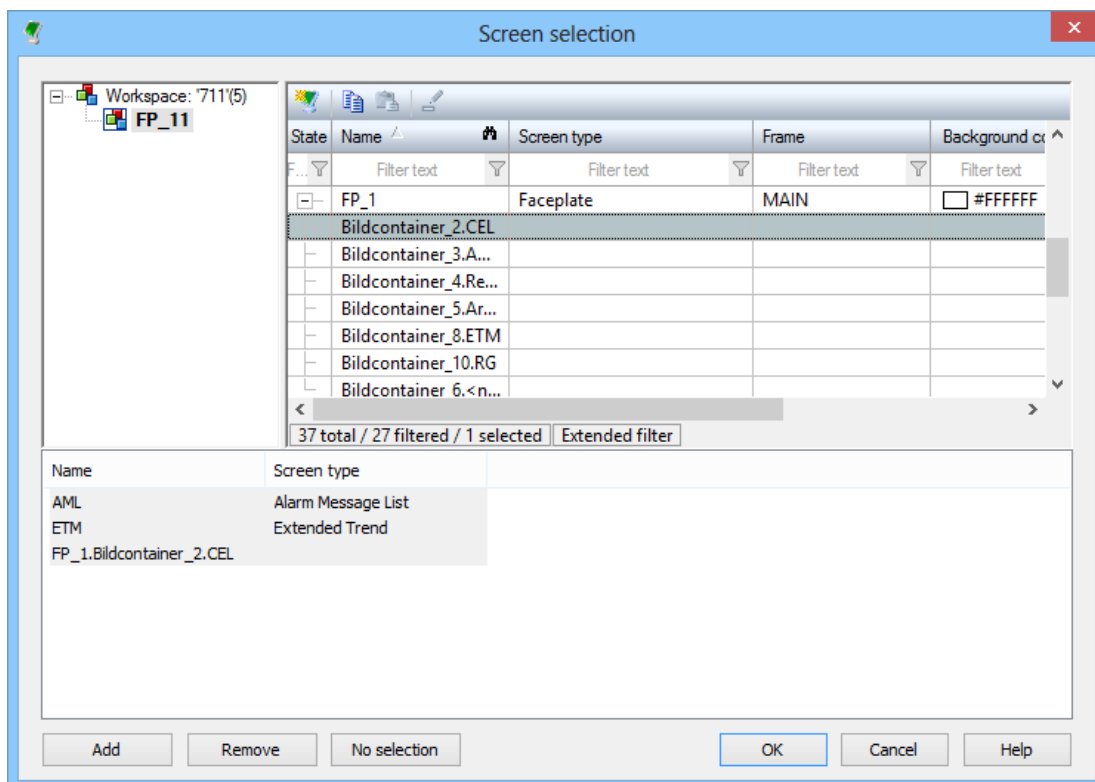 Screen selection
Workspace: '711'(5)
FP_11
State Name Screen type Frame Background co
F... Filter text Filter text Filter text Filter text
FP_1 Faceplate MAIN #FFFFFF
Bildcontainer_2.CEL
Bildcontainer_3.A...
Bildcontainer_4.Re...
Bildcontainer_5.Ar...
Bildcontainer_8.ETM
Bildcontainer_10.RG
Bildcontainer_6.<n...
37 total / 27 filtered / 1 selected Extended filter
Name Screen type
AML Alarm Message List
ETM Extended Trend
FP_1.Bildcontainer_2.CEL
Add Remove No selection OK Cancel Help